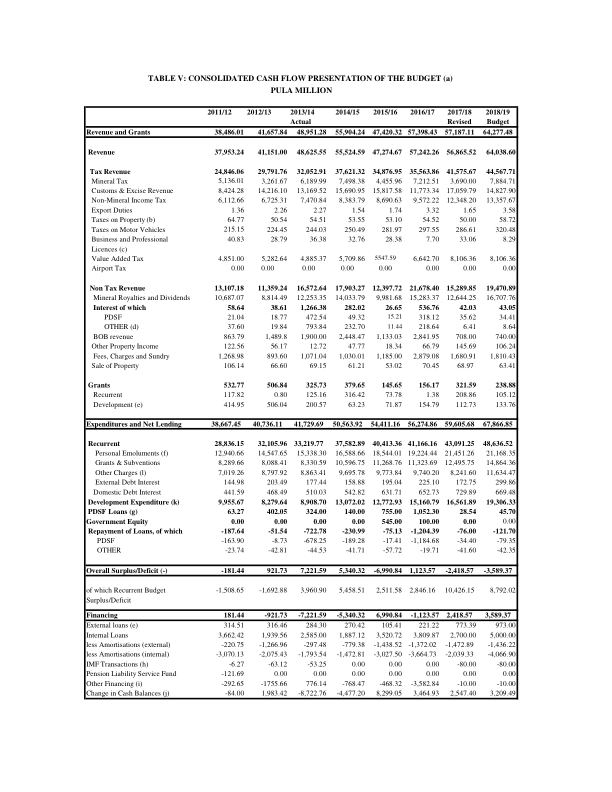 TABLE V: CONSOLIDATED CASH FLOW PRESENTATION OF THE BUDGET (a)
PULA MILLION
2011/12 2012/13 2013/14 2014/15 2015/16 2016/17 2017/18 2018/19
Actual Revised Budget
Revenue and Grants 38,486.01 41,657.84 48,951.28 55,904.24 47,420.32 57,398.43 57,187.11 64,277.48
Revenue 37,953.24 41,151.00 48,625.55 55,524.59 47,274.67 57,242.26 56,865.52 64,038.60
Tax Revenue 24,846.06 29,791.76 32,052.91 37,621.32 34,876.95 35,563.86 41,575.67 44,567.71
Mineral Tax 5,136.01 3,261.67 6,189.99 7,498.38 4,455.96 7,212.51 3,690.00 7,884.71
Customs & Excise Revenue 8,424.28 14,216.10 13,169.52 15,690.95 15,817.58 11,773.34 17,059.79 14,827.90
Non-Mineral Income Tax 6,112.66 6,725.31 7,470.84 8,383.79 8,690.63 9,572.22 12,348.20 13,357.67
Export Duties 1.36 2.26 2.27 1.54 1.74 3.32 1.65 3.58
Taxes on Property (b) 64.77 50.54 54.51 53.55 53.10 54.52 50.00 58.72
Taxes on Motor Vehicles 215.15 224.45 244.03 250.49 281.97 297.55 286.61 320.48
Business and Professional 40.83 28.79 36.38 32.76 28.38 7.70 33.06 8.29
Licences (c)
Value Added Tax 4,851.00 5,282.64 4,885.37 5,709.86 5547.59 6,642.70 8,106.36 8,106.36
Airport Tax 0.00 0.00 0.00 0.00 0.00 0.00 0.00 0.00
Non Tax Revenue 13,107.18 11,359.24 16,572.64 17,903.27 12,397.72 21,678.40 15,289.85 19,470.89
Mineral Royalties and Dividends 10,687.07 8,814.49 12,253.35 14,033.79 9,981.68 15,283.37 12,644.25 16,707.76
Interest of which 58.64 38.61 1,266.38 282.02 26.65 536.76 42.03 43.05
PDSF 21.04 18.77 472.54 49.32 15.21 318.12 35.62 34.41
OTHER (d) 37.60 19.84 793.84 232.70 11.44 218.64 6.41 8.64
BOB revenue 863.79 1,489.8 1,900.00 2,448.47 1,133.03 2,841.95 708.00 740.00
Other Property Income 122.56 56.17 12.72 47.77 18.34 66.79 145.69 106.24
Fees, Charges and Sundry 1,268.98 893.60 1,071.04 1,030.01 1,185.00 2,879.08 1,680.91 1,810.43
Sale of Property 106.14 66.60 69.15 61.21 53.02 70.45 68.97 63.41
Grants 532.77 506.84 325.73 379.65 145.65 156.17 321.59 238.88
Recurrent 117.82 0.80 125.16 316.42 73.78 1.38 208.86 105.12
Development (e) 414.95 506.04 200.57 63.23 71.87 154.79 112.73 133.76
Expenditures and Net Lending 38,667.45 40,736.11 41,729.69 50,563.92 54,411.16 56,274.86 59,605.68 67,866.85
Recurrent 28,836.15 32,105.96 33,219.77 37,582.89 40,413.36 41,166.16 43,091.25 48,636.52
Personal Emoluments (f) 12,940.66 14,547.65 15,338.30 16,588.66 18,544.01 19,224.44 21,451.26 21,168.35
Grants & Subventions 8,289.66 8,088.41 8,330.59 10,596.75 11,268.76 11,323.69 12,495.75 14,864.36
Other Charges (l) 7,019.26 8,797.92 8,863.41 9,695.78 9,773.84 9,740.20 8,241.60 11,634.47
External Debt Interest 144.98 203.49 177.44 158.88 195.04 225.10 172.75 299.86
Domestic Debt Interest 441.59 468.49 510.03 542.82 631.71 652.73 729.89 669.48
Development Expenditure (k) 9,955.67 8,279.64 8,908.70 13,072.02 12,772.93 15,160.79 16,561.89 19,306.33
PDSF Loans (g) 63.27 402.05 324.00 140.00 755.00 1,052.30 28.54 45.70
Government Equity 0.00 0.00 0.00 0.00 545.00 100.00 0.00 0.00
Repayment of Loans, of which -187.64 -51.54 -722.78 -230.99 -75.13 -1,204.39 -76.00 -121.70
PDSF -163.90 -8.73 -678.25 -189.28 -17.41 -1,184.68 -34.40 -79.35
OTHER -23.74 -42.81 -44.53 -41.71 -57.72 -19.71 -41.60 -42.35
Overall Surplus/Deficit (-) -181.44 921.73 7,221.59 5,340.32 -6,990.84 1,123.57 -2,418.57 -3,589.37
of which Recurrent Budget -1,508.65 -1,692.88 3,960.90 5,458.51 2,511.58 2,846.16 10,426.15 8,792.02
Surplus/Deficit
Financing 181.44 -921.73 -7,221.59 -5,340.32 6,990.84 -1,123.57 2,418.57 3,589.37
External loans (e) 314.51 316.46 284.30 270.42 105.41 221.22 773.39 973.00
Internal Loans 3,662.42 1,939.56 2,585.00 1,887.12 3,520.72 3,809.87 2,700.00 5,000.00
less Amortisations (external) -220.75 -1,266.96 -297.48 -779.38 -1,438.52 -1,372.02 -1,472.89 -1,436.22
less Amortisations (internal) -3,070.13 -2,075.43 -1,793.54 -1,472.81 -3,027.50 -3,664.73 -2,039.33 -4,066.90
IMF Transactions (h) -6.27 -63.12 -53.25 0.00 0.00 0.00 -80.00 -80.00
Pension Liability Service Fund -121.69 0.00 0.00 0.00 0.00 0.00 0.00 0.00
Other Financing (i) -292.65 -1755.66 776.14 -768.47 -468.32 -3,582.84 -10.00 -10.00
Change in Cash Balances (j) -84.00 1,983.42 -8,722.76 -4,477.20 8,299.05 3,464.93 2,547.40 3,209.49